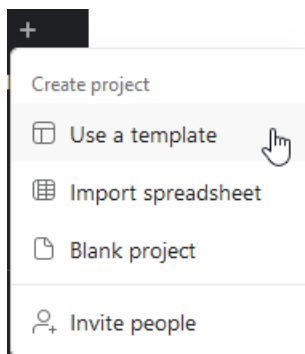 Create project
Use a template
Import spreadsheet
Blank project
Invite people